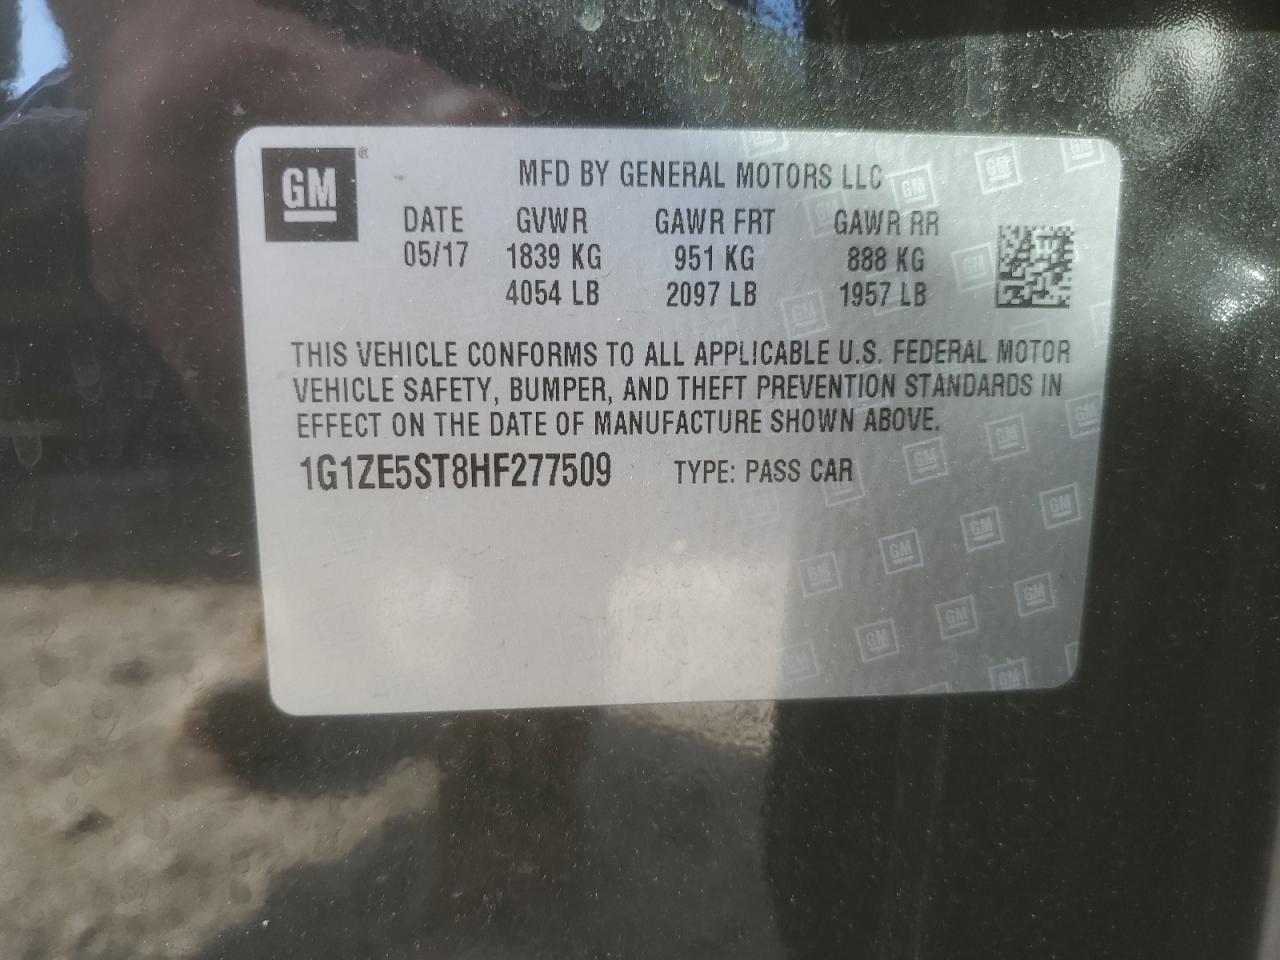 GM®
MFD BY GENERAL MOTORS LLC
DATE GVWR GAWR FRT GAWR RR
05/17 1839 KG 951 KG 888 KG
4054 LB 2097 LB 1957 LB
THIS VEHICLE CONFORMS TO ALL APPLICABLE U.S. FEDERAL MOTOR
VEHICLE SAFETY, BUMPER, AND THEFT PREVENTION STANDARDS IN
EFFECT ON THE DATE OF MANUFACTURE SHOWN ABOVE.
1G1ZE5ST8HF277509 TYPE: PASS CAR